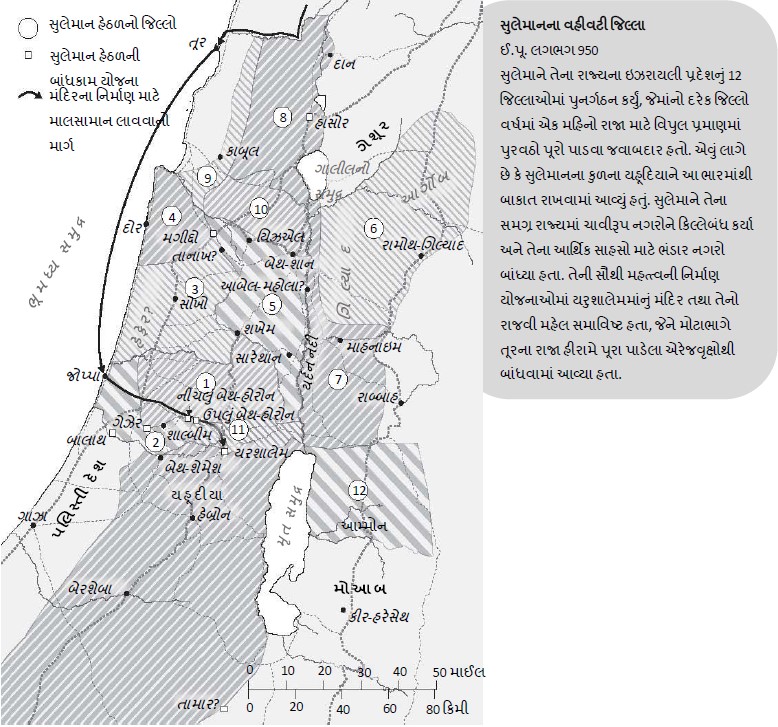 સુલેમાન હેઠળનો જિલ્લો
સુલેમાન હેઠળની
બાંધકામ યોજના
મંદિરના નિર્માણ માટે
માલસામાન લાવવાનો
માર્ગ
તૂર
દાન
8
હાસોર
ગેશૂર
કાબૂલ
ગાલીલનો
સમુદ્ર
આર્ગોબ
9
10
4
દોર
મગીદ્દો
તાનાખ?
યિઝ્રએલ
બેથ-શાન
6
રામોથ-ગિલ્યાદ
ભૂમધ્ય સમુદ્ર
3
સોખો
આબેલ-મહોલા?
5
ગિલ્યાદ
હેફેર?
શખેમ
સારેથાન
યર્દન નદી
માહનાઇમ
જોપ્પા
1
7
રાબ્બાહ
નીચલું બેથ-હોરોન
ઉપલું બેથ-હોરોન
ગેઝેર
બાલાથ
2
શાલ્બીમ
11
યરુશાલેમ
બેથ-શેમેશ
પલિસ્તી દેશ
યહૂદીયા
ગાઝા
હેબ્રોન
મૃત સમુદ્ર
12
આમ્મોન
બેરશેબા
મોઆબ
કીર-હરેસેથ
તામાર?
0 10 20 30 40 50 માઈલ
0 20 40 60 80 કિમી
સુલેમાનના વહીવટી જિલ્લા
ઈ.પૂ. લગભગ 950
સુલેમાને તેના રાજ્યના ઇઝરાયલી પ્રદેશનું 12
જિલ્લાઓમાં પુનર્ગઠન કર્યું, જેમાંનો દરેક જિલ્લો
વર્ષમાં એક મહિનો રાજા માટે વિપુલ પ્રમાણમાં
પુરવઠો પૂરો પાડવા જવાબદાર હતો. એવું લાગે
છે કે સુલેમાનના કુળના યહૂદિયાને આ ભારમાંથી
બાકાત રાખવામાં આવ્યું હતું. સુલેમાને તેના
સમગ્ર રાજ્યમાં ચાવીરૂપ નગરોને કિલ્લેબંધ કર્યા
અને તેના આર્થિક સાહસો માટે ભંડાર નગરો
બાંધ્યા હતા. તેની સૌથી મહત્વની નિર્માણ
યોજનાઓમાં યરુશાલેમમાંનું મંદિર તથા તેનો
રાજવી મહેલ સમાવિષ્ટ હતા, જેને મોટાભાગે
તૂરના રાજા હીરામે પૂરા પાડેલા એરેજવૃક્ષોથી
બાંધવામાં આવ્યા હતા.